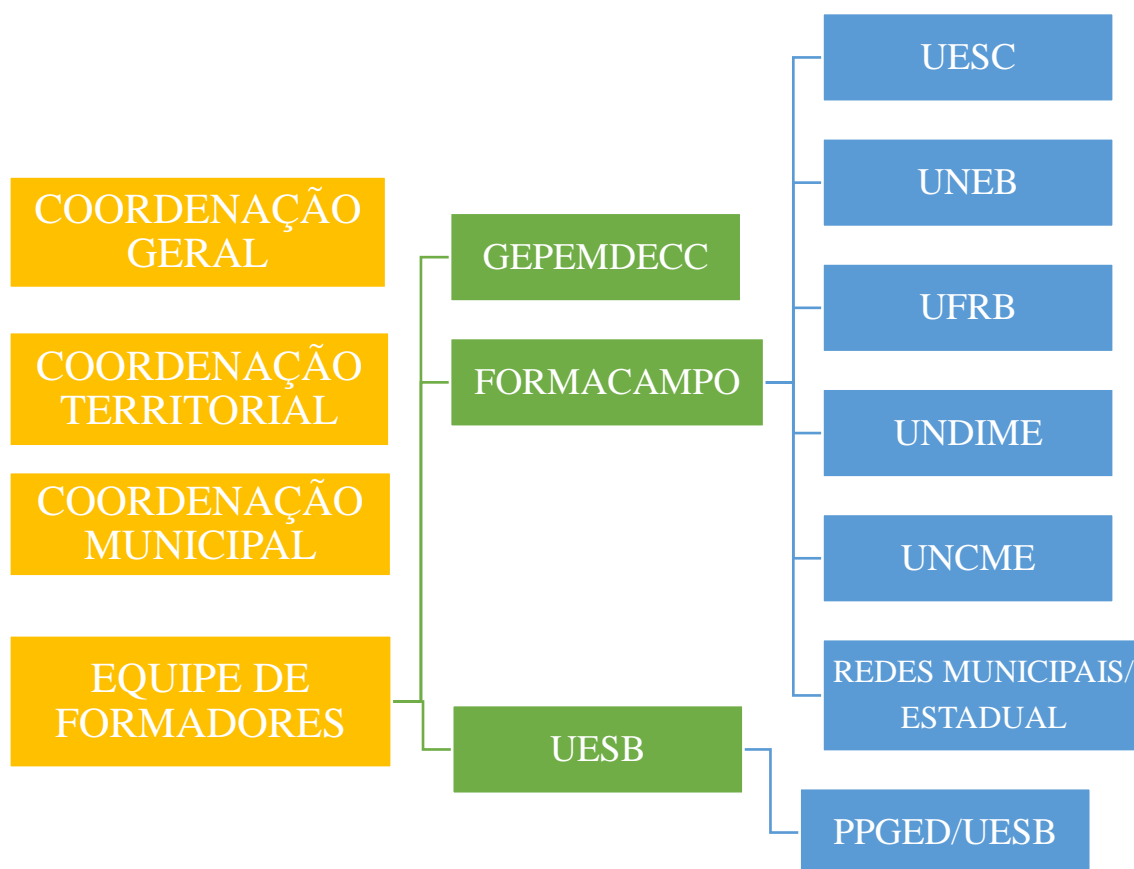 COORDENAÇÃO
GERAL
COORDENAÇÃO
TERRITORIAL
COORDENAÇÃO
MUNICIPAL
EQUIPE DE
FORMADORES
GEPEMDECC
FORMACAMPO
UESB
UESC
UNEB
UFRB
UNDIME
UNCME
REDES MUNICIPAIS/
ESTADUAL
PPGED/UESB